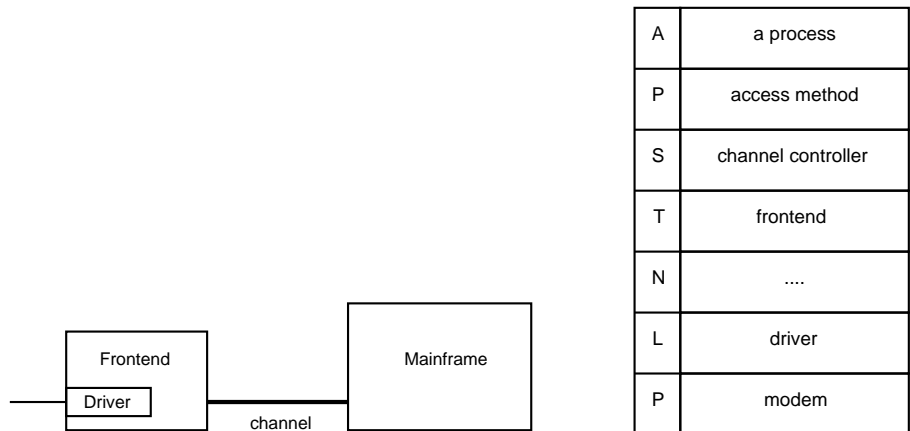 Frontend
Driver
channel
Mainframe
A a process
P access method
S channel controller
T frontend
N ....
L driver
P modem